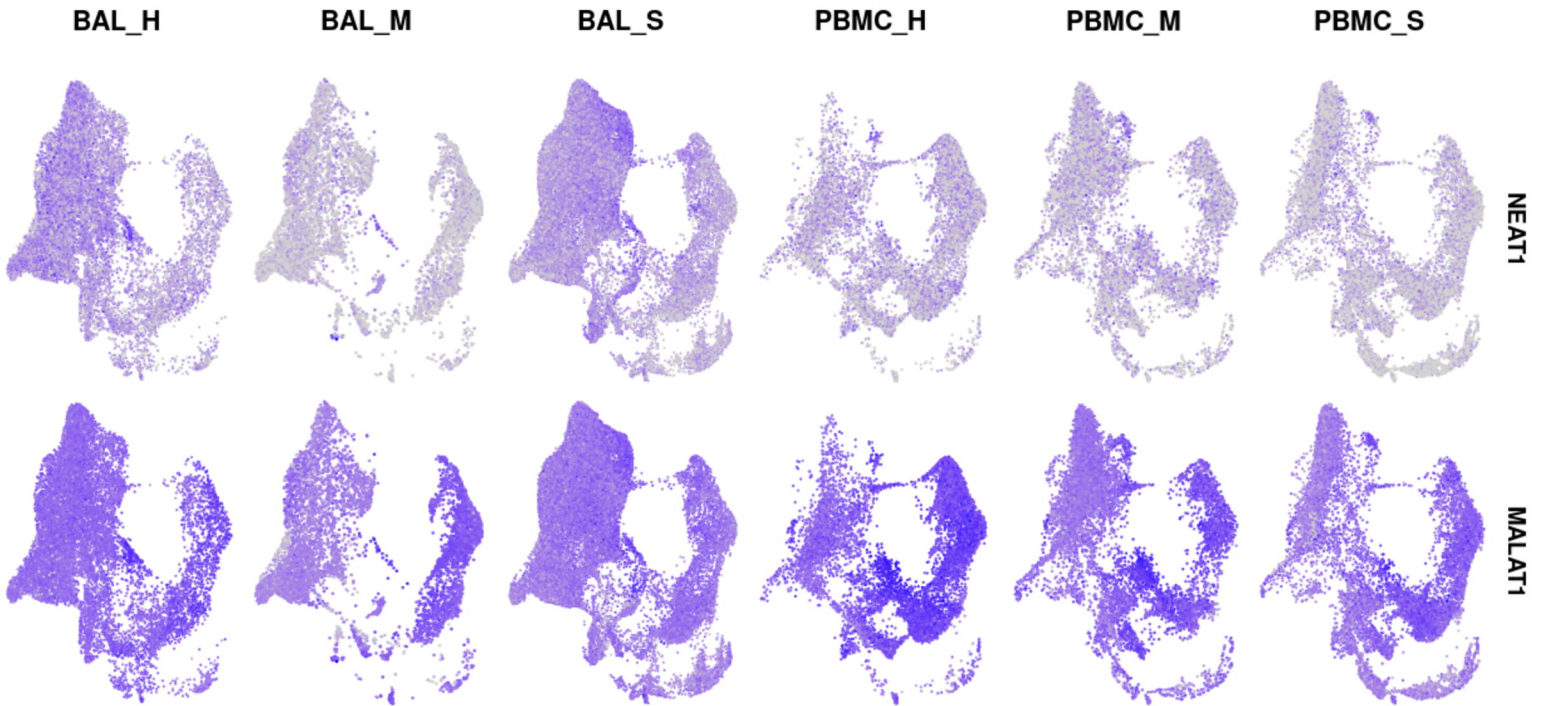 BAL_H
BAL_M
BAL_S
PBMC_H
PBMC_M
PBMC_S
NEAT1
MALAT1